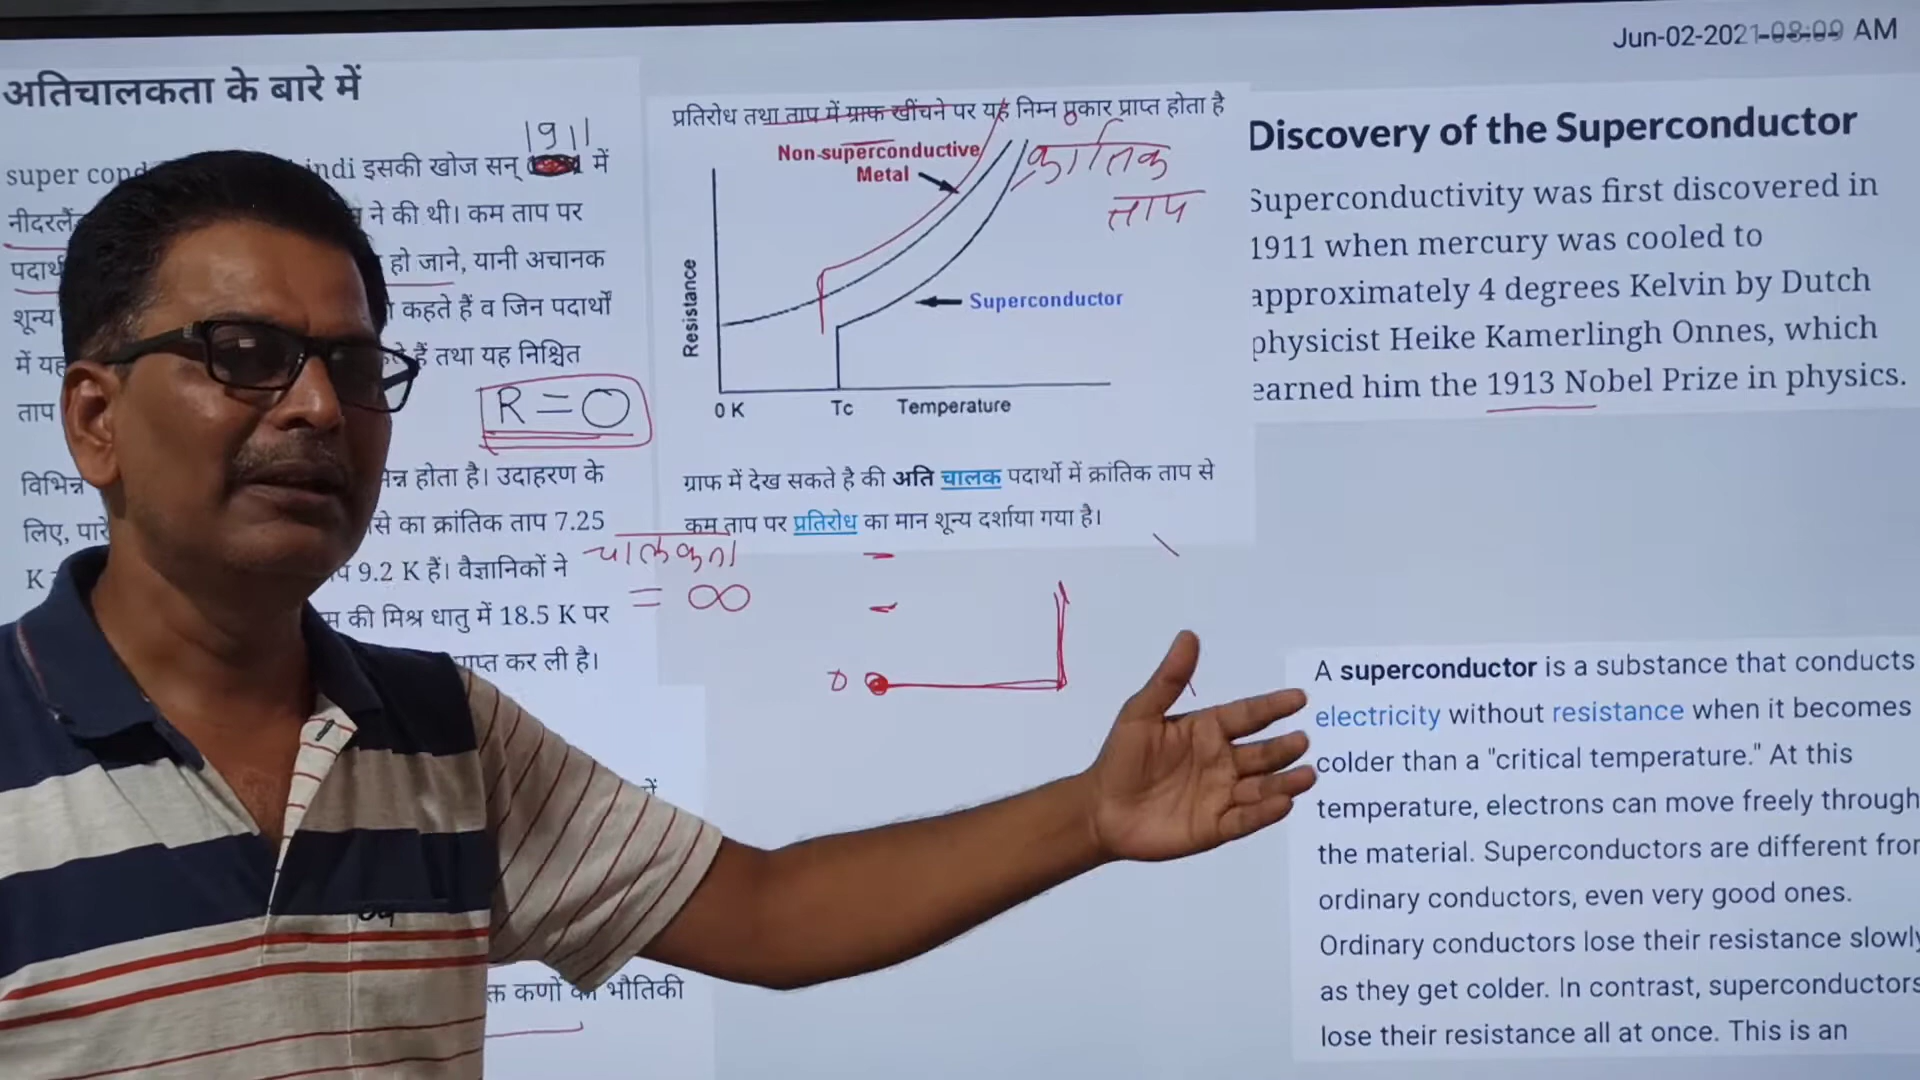 Jun-02-2021-08:09 AM
अतिचालकता के बारे में
1911
super cond indi इसकी खोज सन् में
नीदरलैं ने की थी। कम ताप पर
पदार्थ हो जाने, यानी अचानक
शून्य कहते हैं व जिन पदार्थों
में यह हैं तथा यह निश्चित
ताप
R = 0
विभिन्न होता है। उदाहरण के
लिए, पारे से का क्रांतिक ताप 7.25
K 9.2 K हैं। वैज्ञानिकों ने
की मिश्र धातु में 18.5 K पर
प्राप्त कर ली है।
कणों की भौतिकी
प्रतिरोध तथा ताप में ग्राफ खींचने पर यह निम्न प्रकार प्राप्त होता है
Non-superconductive
Metal
क्रांतिक
ताप
Resistance
Superconductor
0 K Tc Temperature
ग्राफ में देख सकते है की अति चालक पदार्थो में क्रांतिक ताप से
कम ताप पर प्रतिरोध का मान शून्य दर्शाया गया है।
चालकता
= ∞
0
Discovery of the Superconductor
Superconductivity was first discovered in
1911 when mercury was cooled to
approximately 4 degrees Kelvin by Dutch
physicist Heike Kamerlingh Onnes, which
earned him the 1913 Nobel Prize in physics.
A superconductor is a substance that conducts
electricity without resistance when it becomes
colder than a "critical temperature." At this
temperature, electrons can move freely through
the material. Superconductors are different from
ordinary conductors, even very good ones.
Ordinary conductors lose their resistance slowly
as they get colder. In contrast, superconductors
lose their resistance all at once. This is an